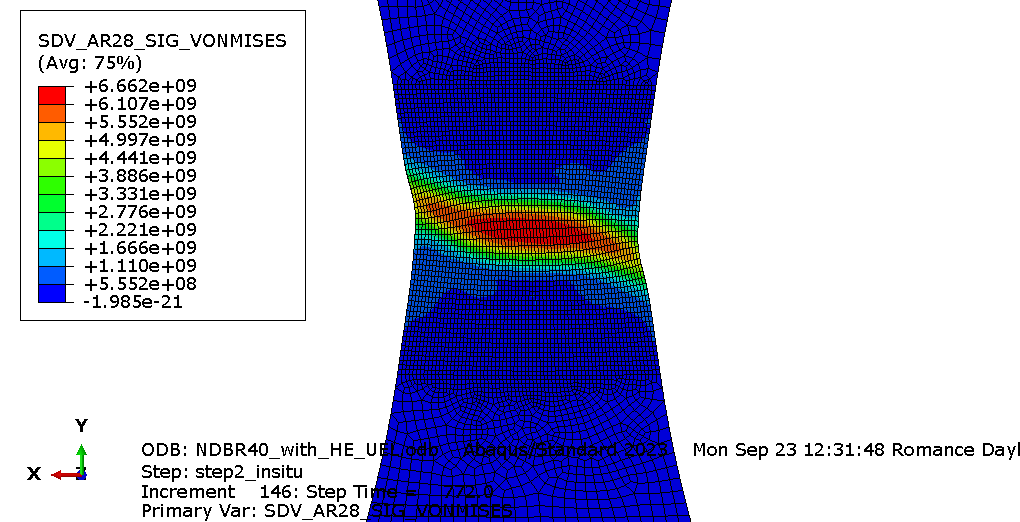 SDV_AR28_SIG_VONMISES
(Avg: 75%)
+6.662e+09
+6.107e+09
+5.552e+09
+4.997e+09
+4.441e+09
+3.886e+09
+3.331e+09
+2.776e+09
+2.221e+09
+1.666e+09
+1.110e+09
+5.552e+08
-1.985e-21
Y
X
Z
ODB: NDBR40_with_HE_UEL.odb - Abaqus/Standard 2023 Mon Sep 23 12:31:48 Romance Dayl
Step: step2_insitu
Increment 146: Step Time = 772.0
Primary Var: SDV_AR28_SIG_VONMISES